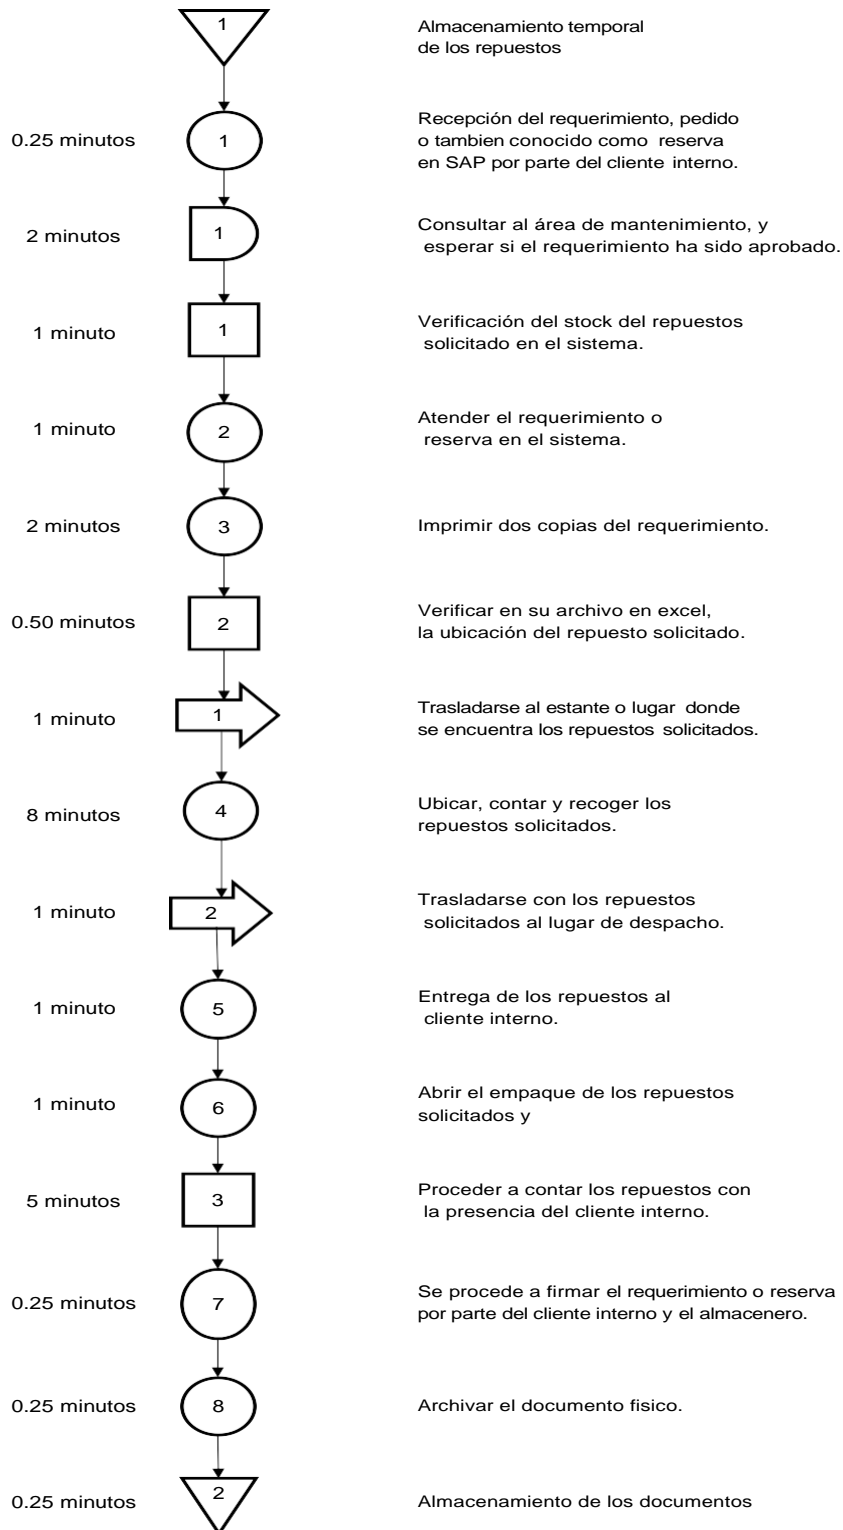 1
Almacenamiento temporal
de los repuestos
0.25 minutos
1
Recepción del requerimiento, pedido
o tambien conocido como reserva
en SAP por parte del cliente interno.
2 minutos
1
Consultar al área de mantenimiento, y
esperar si el requerimiento ha sido aprobado.
1 minuto
1
Verificación del stock del repuestos
solicitado en el sistema.
1 minuto
2
Atender el requerimiento o
reserva en el sistema.
2 minutos
3
Imprimir dos copias del requerimiento.
0.50 minutos
2
Verificar en su archivo en excel,
la ubicación del repuesto solicitado.
1 minuto
1
Trasladarse al estante o lugar donde
se encuentra los repuestos solicitados.
8 minutos
4
Ubicar, contar y recoger los
repuestos solicitados.
1 minuto
2
Trasladarse con los repuestos
solicitados al lugar de despacho.
1 minuto
5
Entrega de los repuestos al
cliente interno.
1 minuto
6
Abrir el empaque de los repuestos
solicitados y
5 minutos
3
Proceder a contar los repuestos con
la presencia del cliente interno.
0.25 minutos
7
Se procede a firmar el requerimiento o reserva
por parte del cliente interno y el almacenero.
0.25 minutos
8
Archivar el documento fisico.
0.25 minutos
2
Almacenamiento de los documentos